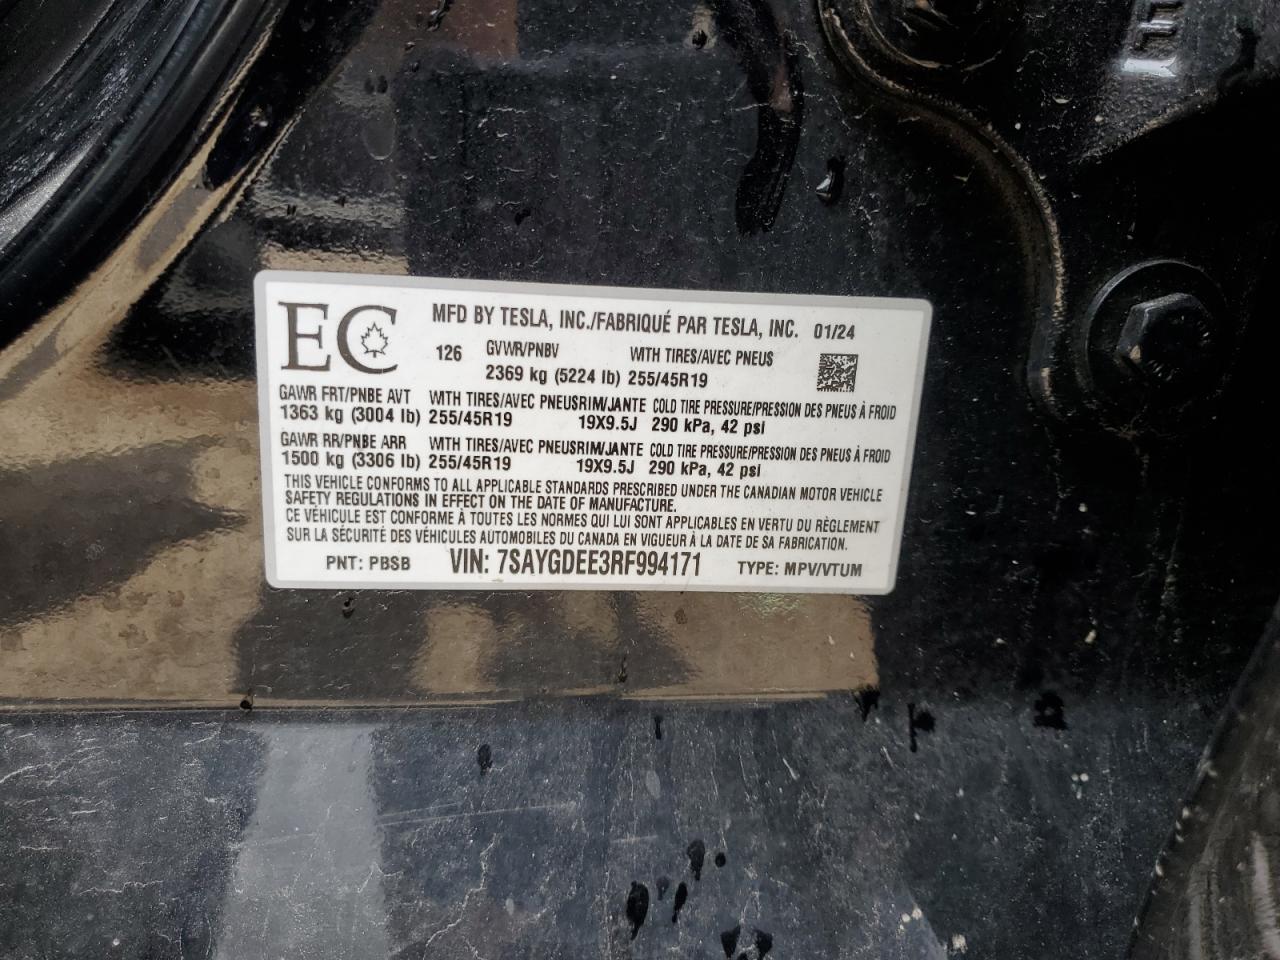 EC MFD BY TESLA, INC./FABRIQUÉ PAR TESLA, INC. 01/24
126 GVWR/PNBV WITH TIRES/AVEC PNEUS
2369 kg (5224 lb) 255/45R19
GAWR FRT/PNBE AVT WITH TIRES/AVEC PNEUS RIM/JANTE COLD TIRE PRESSURE/PRESSION DES PNEUS À FROID
1363 kg (3004 lb) 255/45R19 19X9.5J 290 kPa, 42 psi
GAWR RR/PNBE ARR WITH TIRES/AVEC PNEUS RIM/JANTE COLD TIRE PRESSURE/PRESSION DES PNEUS À FROID
1500 kg (3306 lb) 255/45R19 19X9.5J 290 kPa, 42 psi
THIS VEHICLE CONFORMS TO ALL APPLICABLE STANDARDS PRESCRIBED UNDER THE CANADIAN MOTOR VEHICLE
SAFETY REGULATIONS IN EFFECT ON THE DATE OF MANUFACTURE.
CE VÉHICULE EST CONFORME À TOUTES LES NORMES QUI LUI SONT APPLICABLES EN VERTU DU RÈGLEMENT
SUR LA SÉCURITÉ DES VÉHICULES AUTOMOBILES DU CANADA EN VIGUEUR À LA DATE DE SA FABRICATION.
PNT: PBSB VIN: 7SAYGDEE3RF994171 TYPE: MPV/VTUM